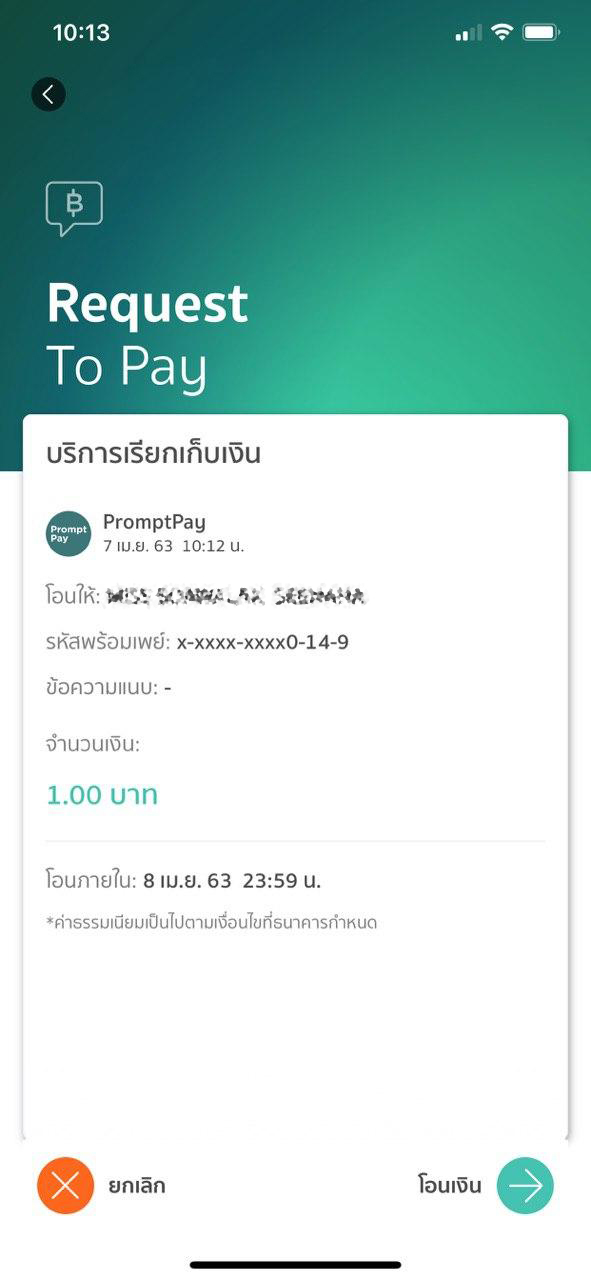 10:13
฿
Request
To Pay
บริการเรียกเก็บเงิน
Prompt
Pay
PromptPay
7 เม.ย. 63 10:12 น.
โอนให้:
รหัสพร้อมเพย์: x-xxxx-xxxx0-14-9
ข้อความแนบ: -
จำนวนเงิน:
1.00 บาท
โอนภายใน: 8 เม.ย. 63 23:59 น.
*ค่าธรรมเนียมเป็นไปตามเงื่อนไขที่ธนาคารกำหนด
ยกเลิก
โอนเงิน